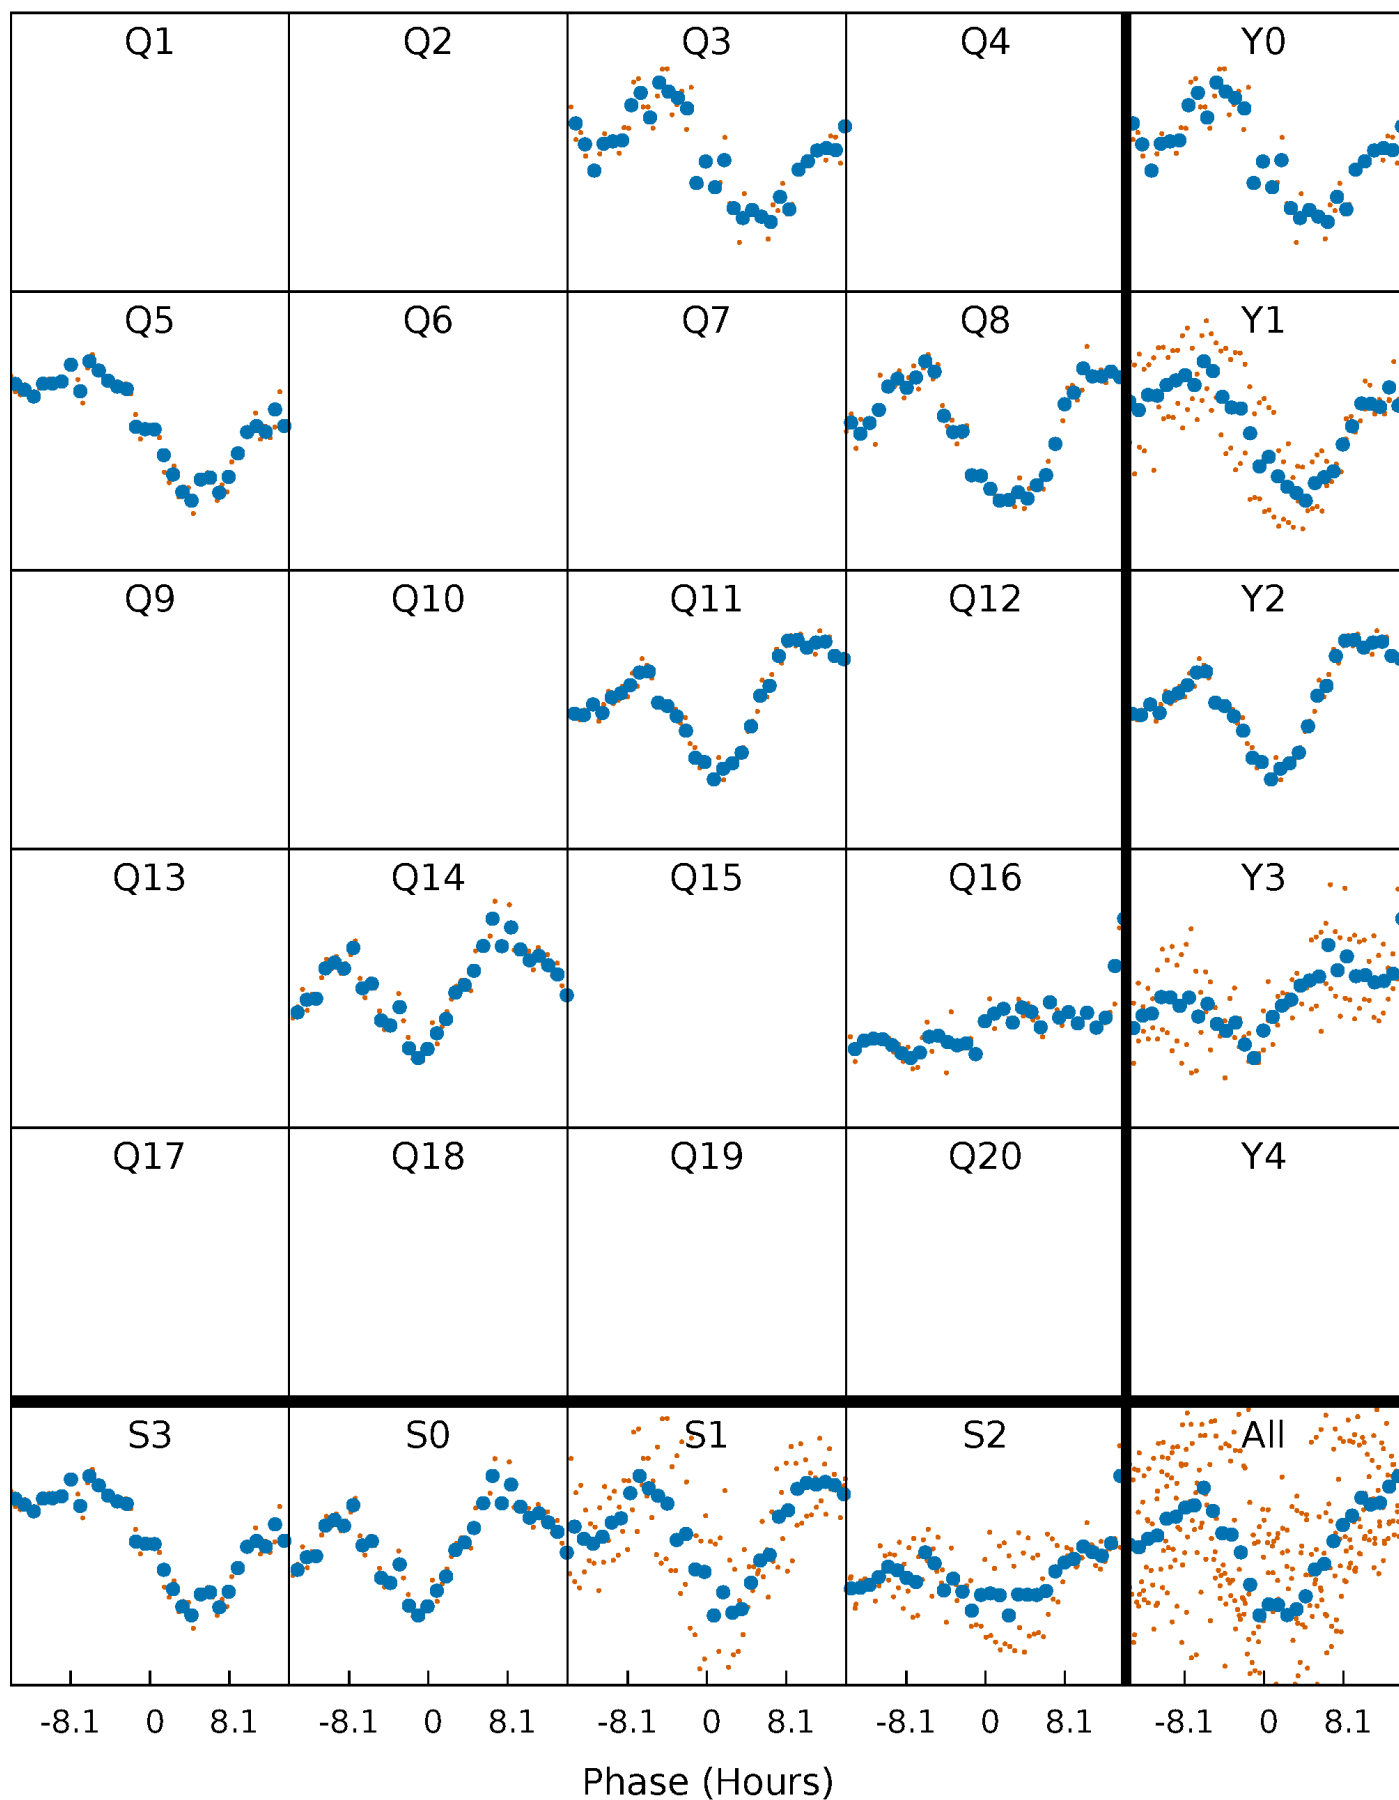 Q1 Q2 Q3 Q4 Y0
Q5 Q6 Q7 Q8 Y1
Q9 Q10 Q11 Q12 Y2
Q13 Q14 Q15 Q16 Y3
Q17 Q18 Q19 Q20 Y4
S3 S0 S1 S2 All
-8.1 0 8.1 -8.1 0 8.1 -8.1 0 8.1 -8.1 0 8.1 -8.1 0 8.1
Phase (Hours)